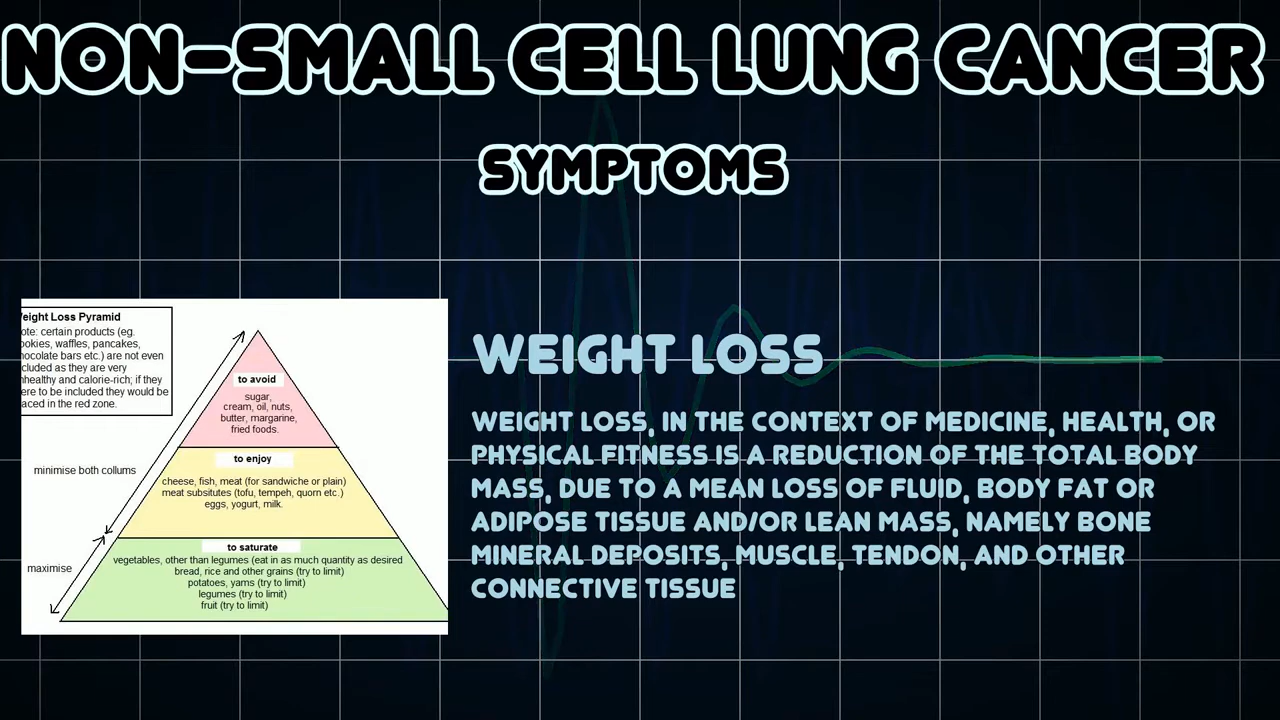 NON-SMALL CELL LUNG CANCER
SYMPTOMS
eight Loss Pyramid
ote: certain products (eg.
ookies, waffles, pancakes,
hocolate bars etc.) are not even
cluded as they are very
nhealthy and calorie-rich; if they
ere to be included they would be
aced in the red zone.
to avoid
sugar,
cream, oil, nuts,
butter, margarine,
fried foods.
minimise both collums
to enjoy
cheese, fish, meat (for sandwiche or plain)
meat subsitutes (tofu, tempeh, quorn etc.)
eggs, yogurt, milk.
maximise
to saturate
vegetables, other than legumes (eat in as much quantity as desired
bread, rice and other grains (try to limit)
potatoes, yams (try to limit)
legumes (try to limit)
fruit (try to limit)
WEIGHT LOSS
WEIGHT LOSS, IN THE CONTEXT OF MEDICINE, HEALTH, OR
PHYSICAL FITNESS IS A REDUCTION OF THE TOTAL BODY
MASS, DUE TO A MEAN LOSS OF FLUID, BODY FAT OR
ADIPOSE TISSUE AND/OR LEAN MASS, NAMELY BONE
MINERAL DEPOSITS, MUSCLE, TENDON, AND OTHER
CONNECTIVE TISSUE